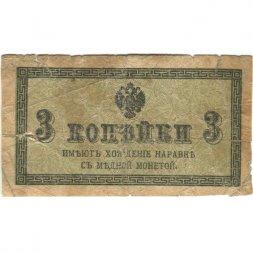 3 КОПѢЙКИ 3
ИМѢЮТЪ ХОЖДЕНІЕ НАРАВНѢ
СЪ МѢДНОЙ МОНЕТОЙ.